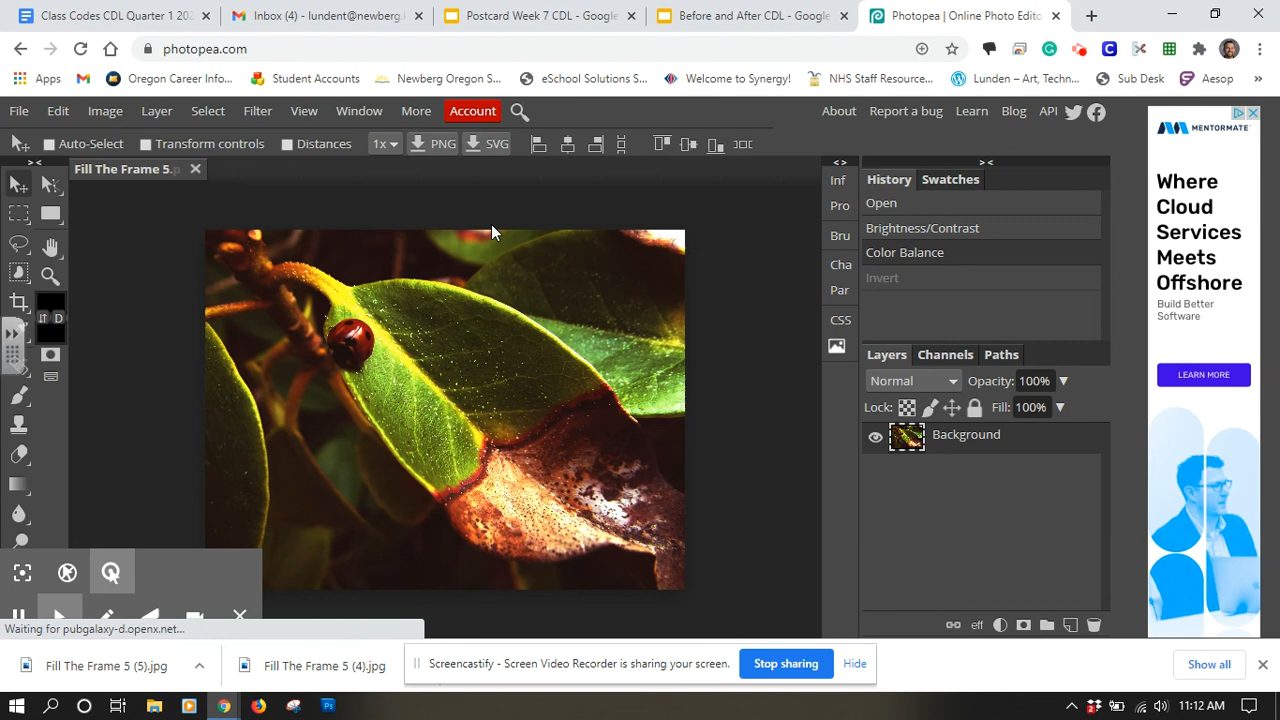 Class Codes CDL Quarter 1 202
Inbox (4) - lundent@newberg
Postcard Week 7 CDL - Google
Before and After CDL - Google
Photopea | Online Photo Edito
photopea.com
Apps
Oregon Career Info...
Student Accounts
Newberg Oregon S...
eSchool Solutions S...
Welcome to Synergy!
NHS Staff Resource...
Lunden – Art, Techn...
Sub Desk
Aesop
File Edit Image Layer Select Filter View Window More Account
About Report a bug Learn Blog API
Auto-Select Transform controls Distances 1x PNG SVG
Fill The Frame 5.p
Inf
Pro
Bru
Cha
Par
CSS
History Swatches
Open
Brightness/Contrast
Color Balance
Invert
Layers Channels Paths
Normal Opacity: 100%
Lock: Fill: 100%
Background
eff
D
MENTORMATE
Where
Cloud
Services
Meets
Offshore
Build Better
Software
LEARN MORE
Waiting for pubgalaxy-d.openx.net...
Fill The Frame 5 (5).jpg
Fill The Frame 5 (4).jpg
Screencastify - Screen Video Recorder is sharing your screen.
Stop sharing
Hide
Show all
11:12 AM